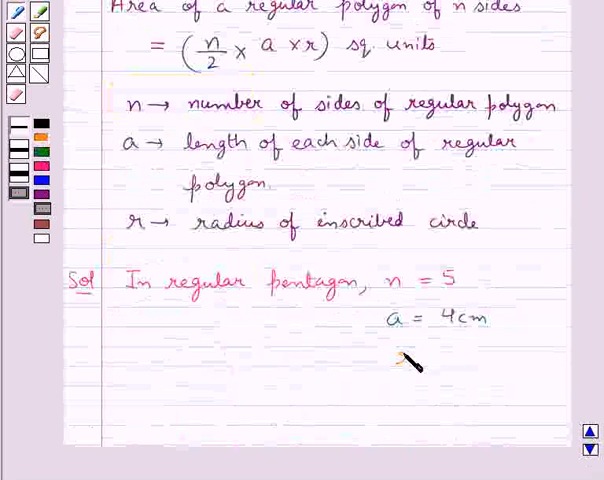 Area of a regular polygon of n sides
= (n/2 × a × r) sq. units
n → number of sides of regular polygon
a → length of each side of regular
polygon.
r → radius of inscribed circle
Sol In regular pentagon, n = 5
a = 4cm